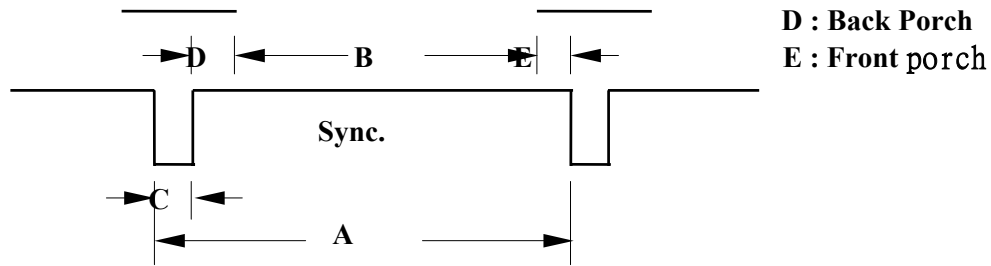 D : Back Porch
D B E
E : Front porch
Sync.
C
A